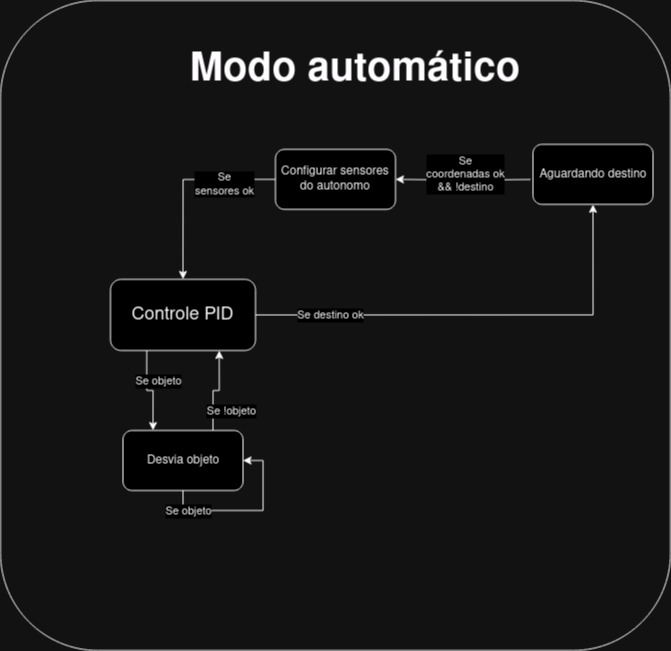 Modo automático
Se
coordenadas ok
&& !destino
Aguardando destino
Configurar sensores
do autonomo
Se
sensores ok
Controle PID
Se destino ok
Se objeto
Se !objeto
Desvia objeto
Se objeto